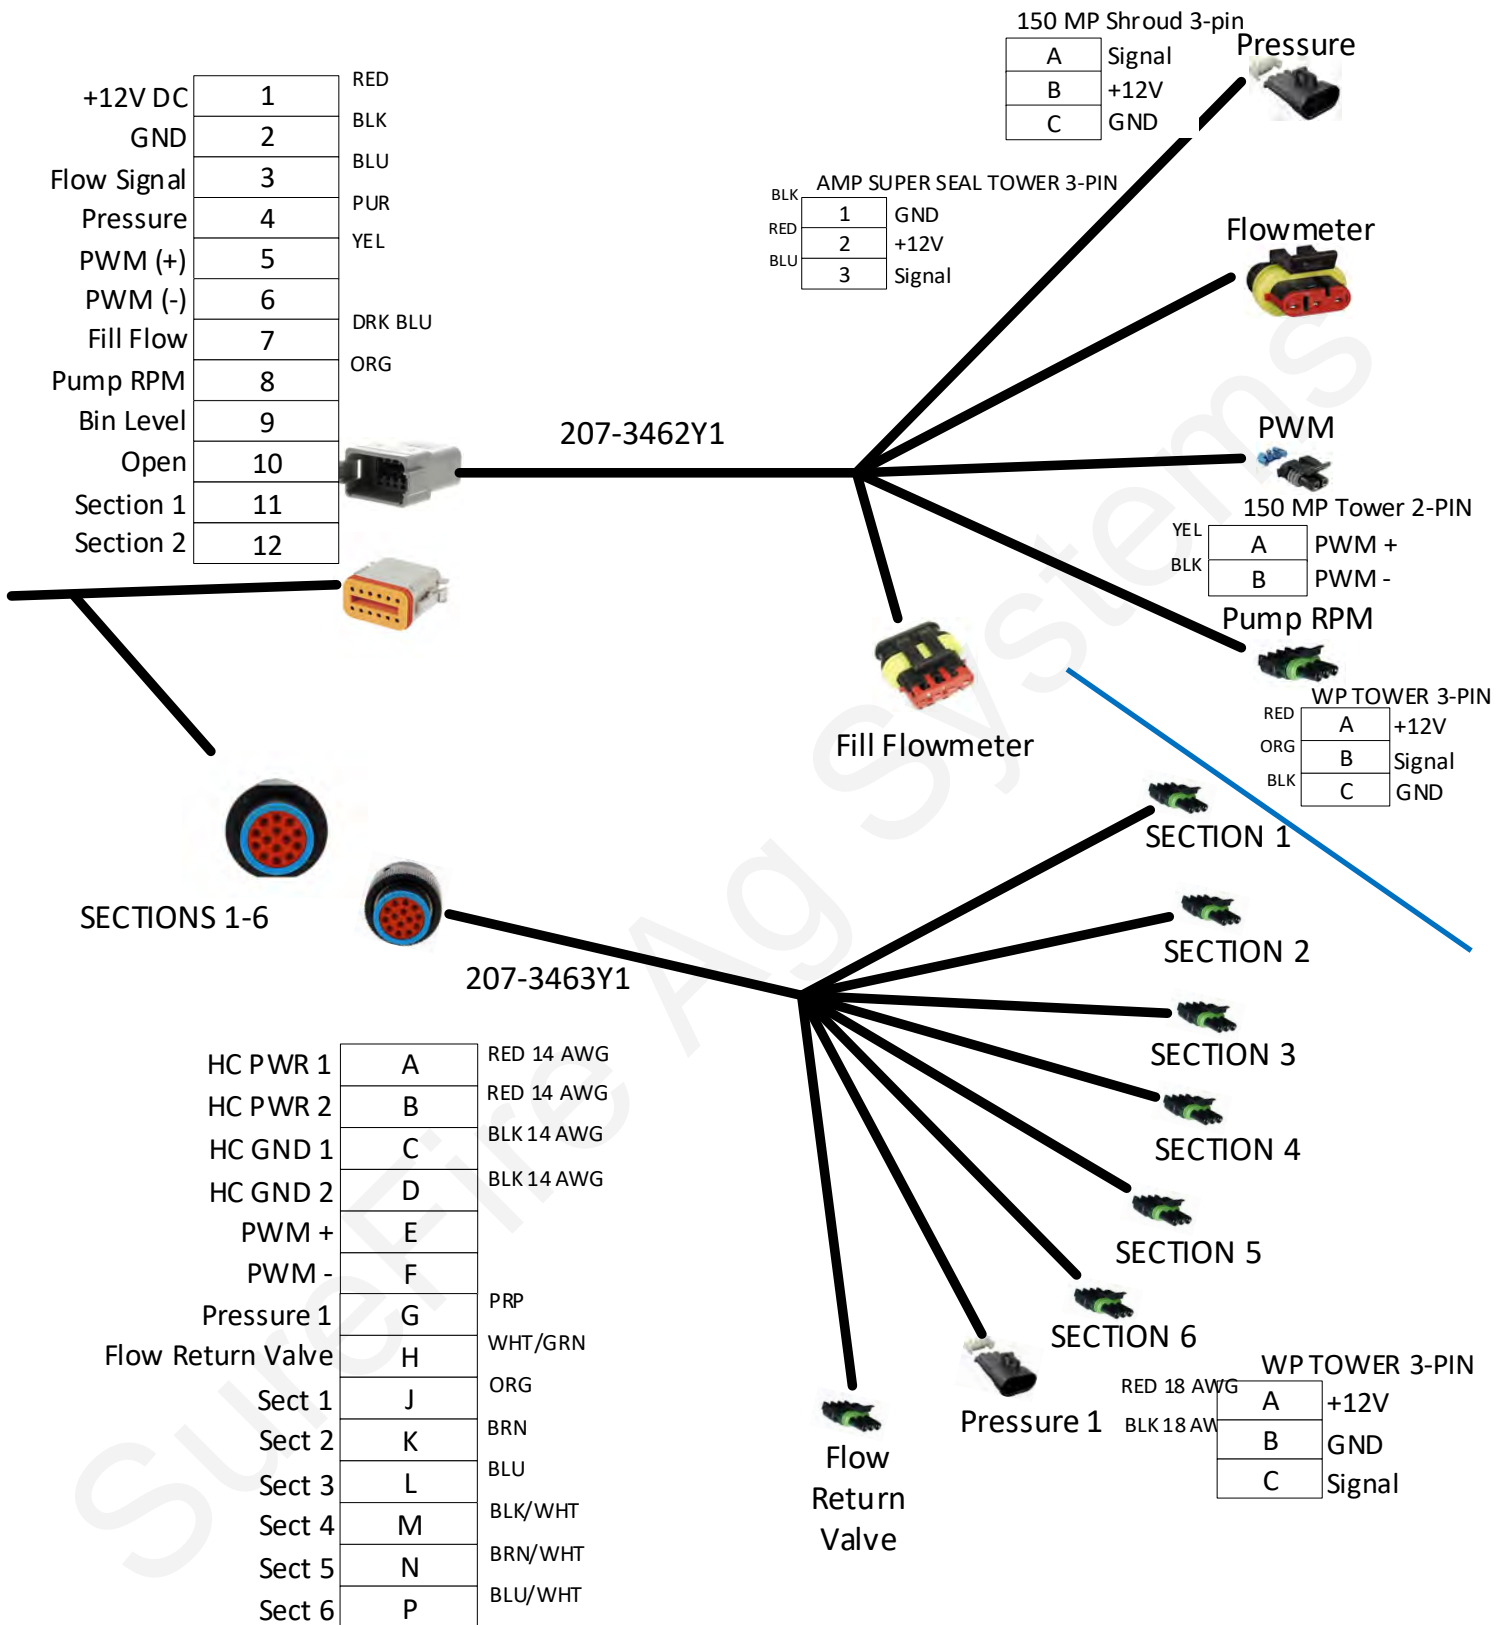 150 MP Shroud 3-pin
A Signal
B +12V
C GND
Pressure
+12V DC 1 RED
GND 2 BLK
Flow Signal 3 BLU
Pressure 4 PUR
PWM (+) 5 YEL
PWM (-) 6
Fill Flow 7 DRK BLU
Pump RPM 8 ORG
Bin Level 9
Open 10
Section 1 11
Section 2 12
AMP SUPER SEAL TOWER 3-PIN
BLK 1 GND
RED 2 +12V
BLU 3 Signal
Flowmeter
207-3462Y1
PWM
150 MP Tower 2-PIN
YEL A PWM +
BLK B PWM -
Pump RPM
WP TOWER 3-PIN
RED A +12V
ORG B Signal
BLK C GND
Fill Flowmeter
SECTIONS 1-6
207-3463Y1
SECTION 1
SECTION 2
SECTION 3
SECTION 4
SECTION 5
SECTION 6
Pressure 1
Flow
Return
Valve
HC PWR 1 A RED 14 AWG
HC PWR 2 B RED 14 AWG
HC GND 1 C BLK 14 AWG
HC GND 2 D BLK 14 AWG
PWM + E
PWM - F
Pressure 1 G PRP
Flow Return Valve H WHT/GRN
Sect 1 J ORG
Sect 2 K BRN
Sect 3 L BLU
Sect 4 M BLK/WHT
Sect 5 N BRN/WHT
Sect 6 P BLU/WHT
WP TOWER 3-PIN
RED 18 AWG A +12V
BLK 18 AW B GND
C Signal
SureFire Ag Systems